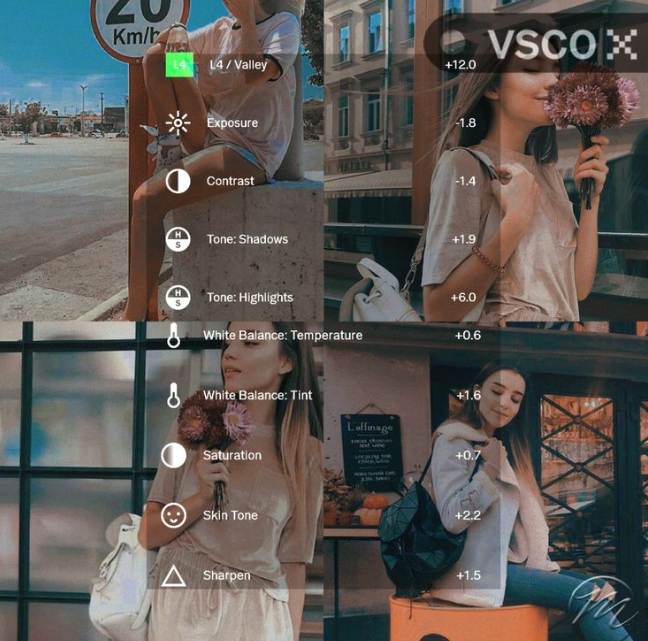 20
Km/h
VSCO X
L4 L4 / Valley +12.0
Exposure -1.8
Contrast -1.4
H S Tone: Shadows +1.9
H S Tone: Highlights +6.0
White Balance: Temperature +0.6
White Balance: Tint +1.6
Saturation +0.7
Skin Tone +2.2
Sharpen +1.5
L'affinage
M